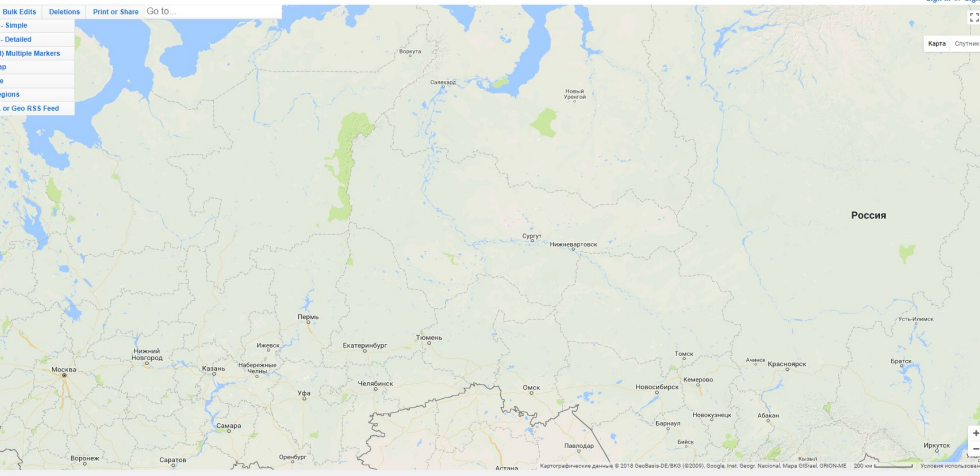 Bulk Edits Deletions Print or Share Go to...
- Simple
- Detailed
Multiple Markers
or Geo RSS Feed
Карта Спутник
Воркута
Салехард
Новый
Уренгой
Россия
Сургут
Нижневартовск
Пермь
Усть-Илимск
Тюмень
Ижевск
Екатеринбург
Нижний
Новгород
Томск
Ачинск
Красноярск
Братск
Москва
Казань
Набережные
Челны
Челябинск
Омск
Новосибирск
Кемерово
Уфа
Новокузнецк
Абакан
Самара
Барнаул
Бийск
Павлодар
Иркутск
Воронеж
Саратов
Оренбург
Астана
Кызыл
Картографические данные © 2018 GeoBasis-DE/BKG (©2009), Google, Inst. Geogr. Nacional, Mapa GISrael, ORION-ME 200 км Условия использ